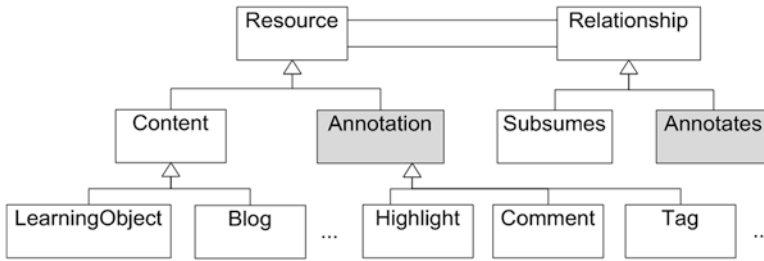 Resource
Relationship
Content
Annotation
Subsumes
Annotates
LearningObject
Blog
...
Highlight
Comment
Tag
...